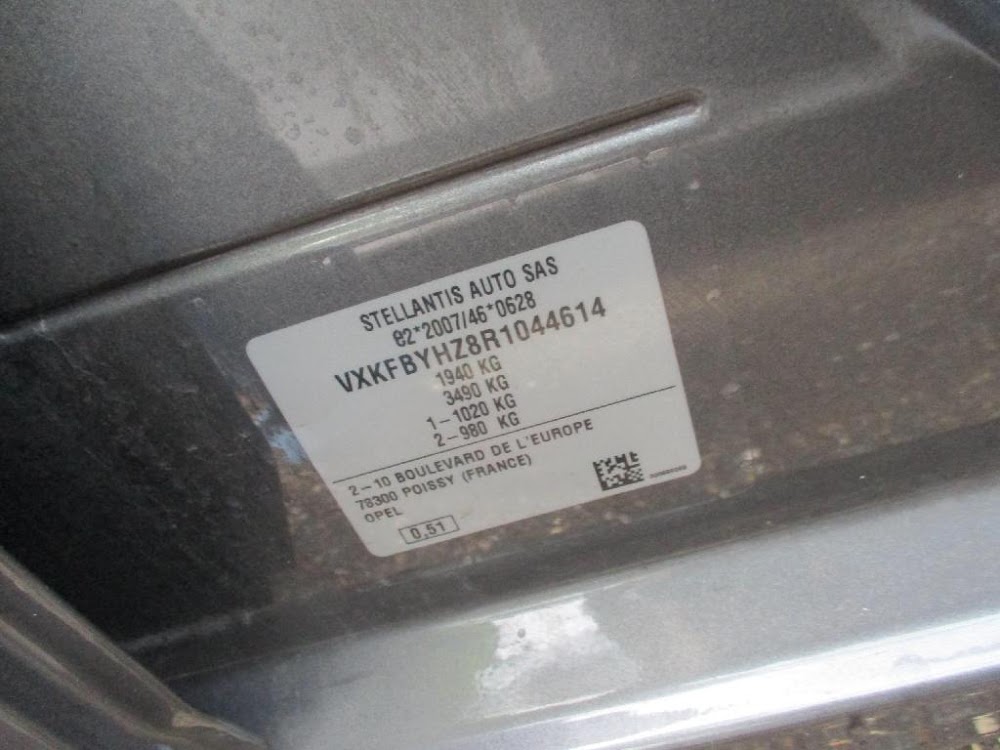 STELLANTIS AUTO SAS
e2*2007/46*0628
VXKFBYHZ8R1044614
1940 KG
3490 KG
1-1020 KG
2-980 KG
2-10 BOULEVARD DE L'EUROPE
78300 POISSY (FRANCE)
OPEL
0,51